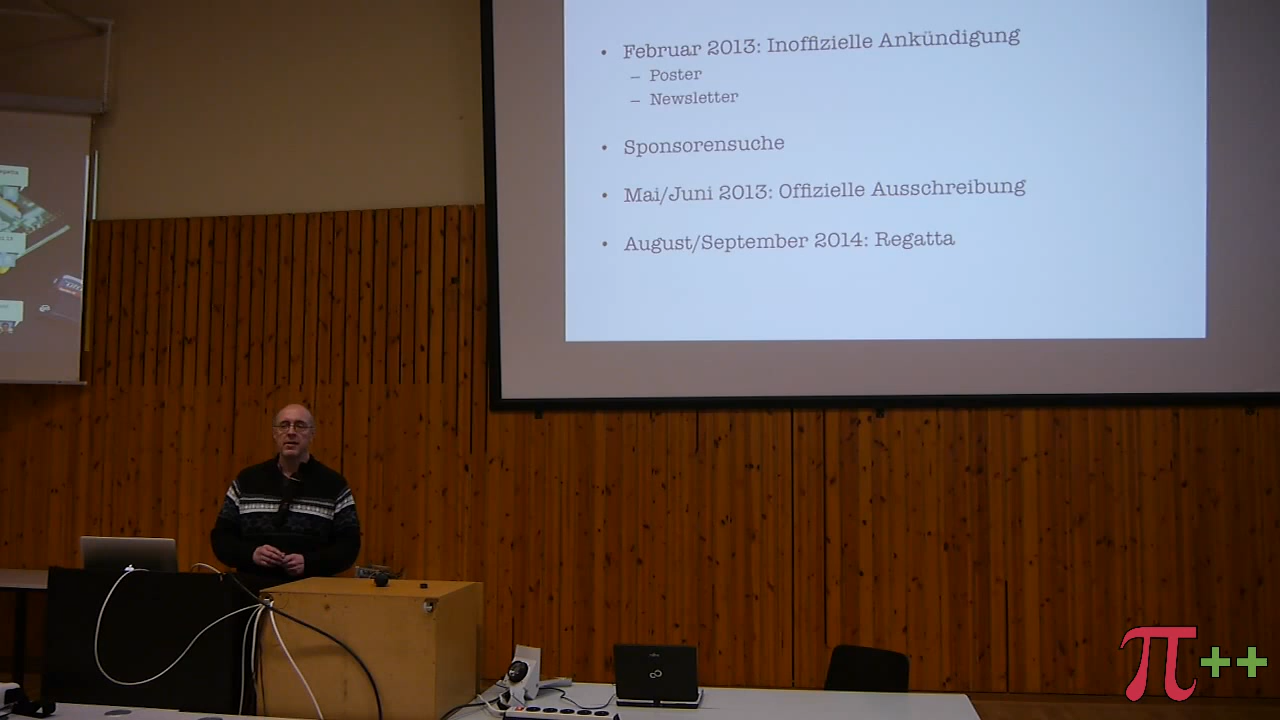 • Februar 2013: Inoffizielle Ankündigung
– Poster
– Newsletter
• Sponsorensuche
• Mai/Juni 2013: Offizielle Ausschreibung
• August/September 2014: Regatta
π++